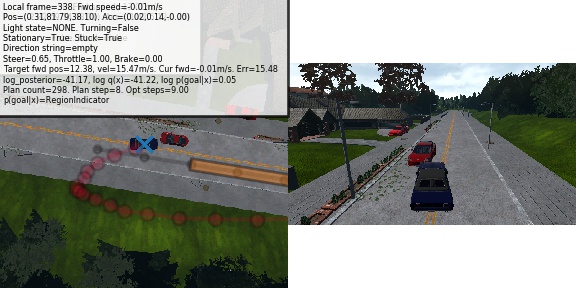 Local frame=338. Fwd speed=-0.01m/s
Pos=(0.31,81.79,38.10). Acc=(0.02,0.14,-0.00)
Light state=NONE. Turning=False
Stationary=True. Stuck=True
Direction string=empty
Steer=0.65, Throttle=1.00, Brake=0.00
Target fwd pos=12.38, vel=15.47m/s. Cur fwd=-0.01m/s. Err=15.48
log_posterior=-41.17, log q(x)=-41.22, log p(goal|x)=0.05
Plan count=298. Plan step=8. Opt steps=9.00
p(goal|x)=RegionIndicator